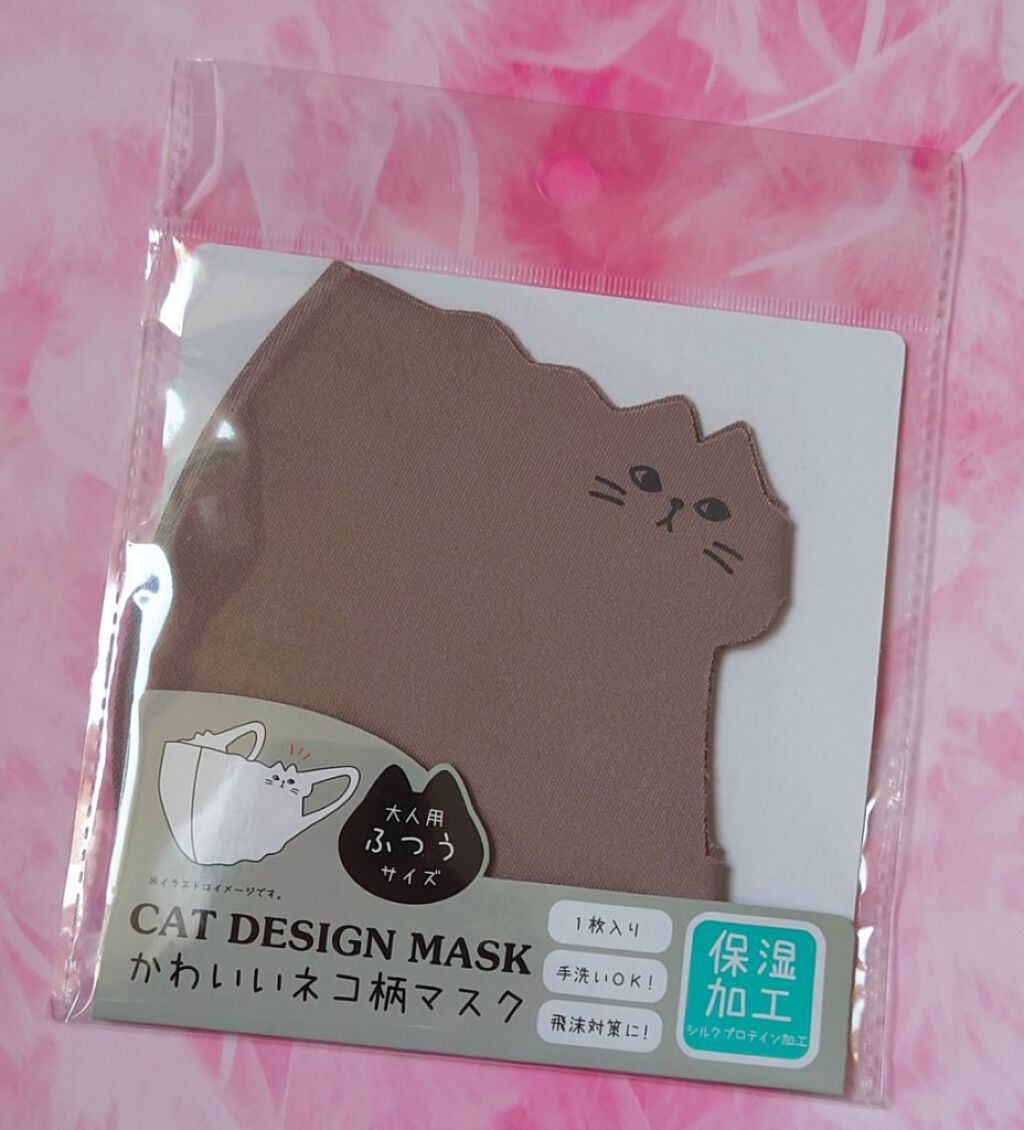 大人用
ふつう
サイズ
※イラストはイメージです。
CAT DESIGN MASK
かわいいネコ柄マスク
1枚入り
手洗いOK!
飛沫対策に!
保湿
加工
シルクプロテイン加工